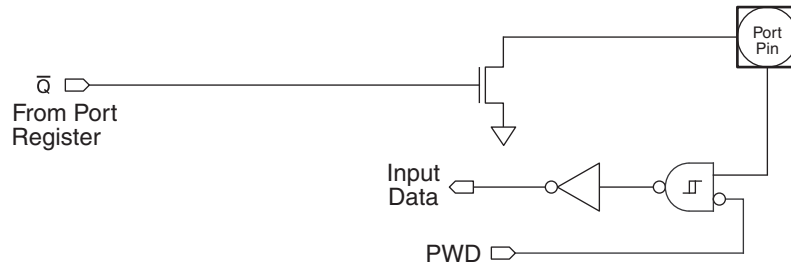 Port
Pin
Q̅
From Port
Register
Input
Data
PWD